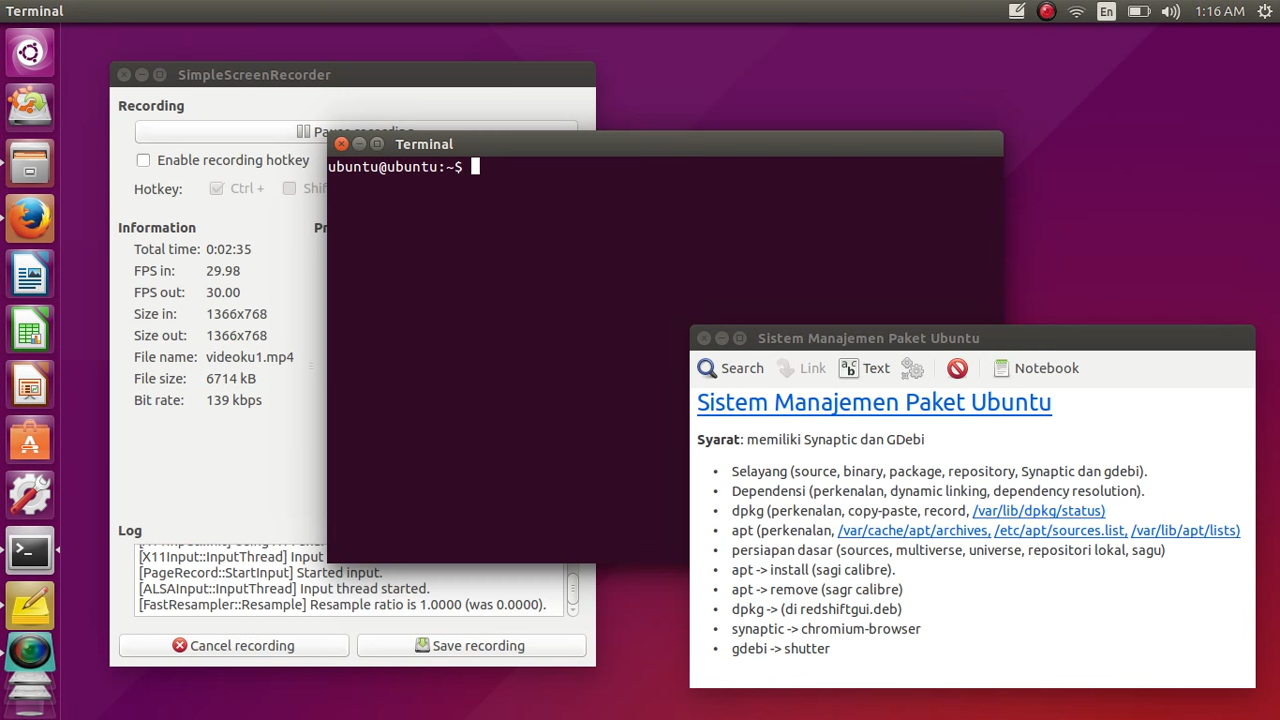 Terminal
En
1:16 AM
SimpleScreenRecorder
Recording
Pause recording
Enable recording hotkey
Hotkey: Ctrl +
Information
Total time: 0:02:35
FPS in: 29.98
FPS out: 30.00
Size in: 1366x768
Size out: 1366x768
File name: videoku1.mp4
File size: 6714 kB
Bit rate: 139 kbps
Log
[X11Input::InputThread] Input
[PageRecord::StartInput] Started input.
[ALSAInput::InputThread] Input thread started.
[FastResampler::Resample] Resample ratio is 1.0000 (was 0.0000).
Cancel recording
Save recording
Terminal
ubuntu@ubuntu:~$
Sistem Manajemen Paket Ubuntu
Search Link Text Notebook
Sistem Manajemen Paket Ubuntu
Syarat: memiliki Synaptic dan GDebi
• Selayang (source, binary, package, repository, Synaptic dan gdebi).
• Dependensi (perkenalan, dynamic linking, dependency resolution).
• dpkg (perkenalan, copy-paste, record, /var/lib/dpkg/status)
• apt (perkenalan, /var/cache/apt/archives, /etc/apt/sources.list, /var/lib/apt/lists)
• persiapan dasar (sources, multiverse, universe, repositori lokal, sagu)
• apt -> install (sagi calibre).
• apt -> remove (sagr calibre)
• dpkg -> (di redshiftgui.deb)
• synaptic -> chromium-browser
• gdebi -> shutter